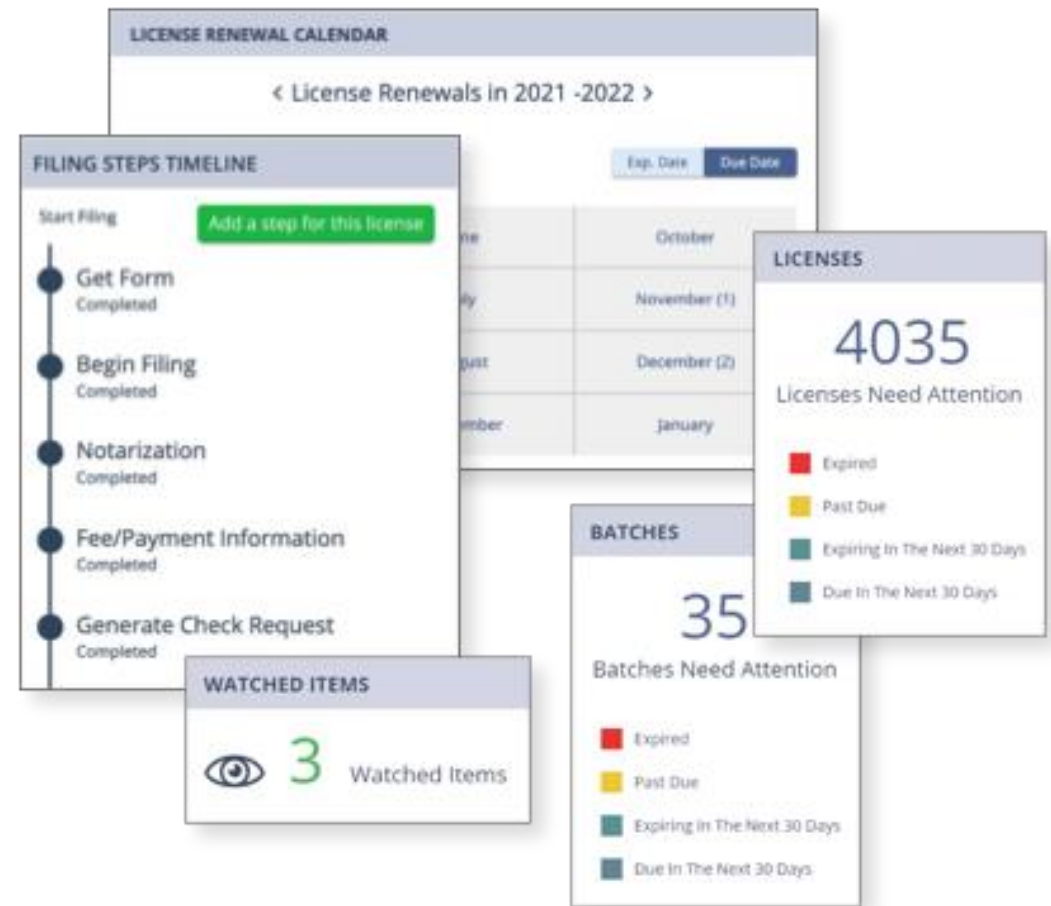 LICENSE RENEWAL CALENDAR
< License Renewals in 2021 -2022 >
Exp. Date Due Date
October
November (1)
December (2)
January
FILING STEPS TIMELINE
Start Filing
Add a step for this license
Get Form
Completed
Begin Filing
Completed
Notarization
Completed
Fee/Payment Information
Completed
Generate Check Request
Completed
LICENSES
4035
Licenses Need Attention
Expired
Past Due
Expiring In The Next 30 Days
Due In The Next 30 Days
BATCHES
35
Batches Need Attention
Expired
Past Due
Expiring In The Next 30 Days
Due In The Next 30 Days
WATCHED ITEMS
3 Watched Items